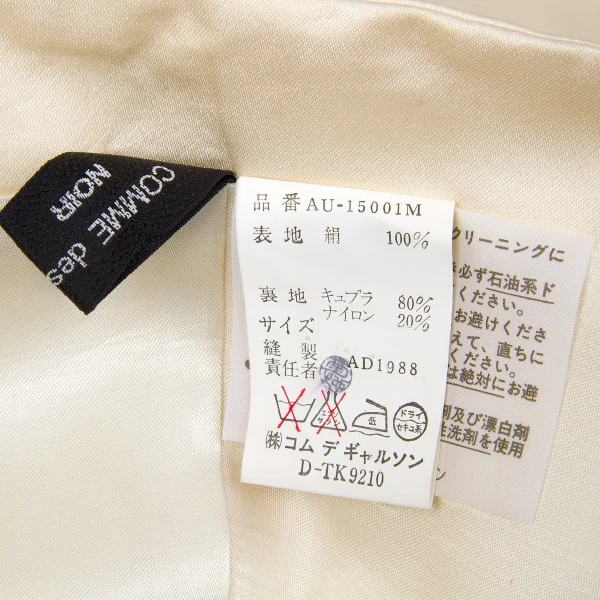 COMME des
NOIR
品番 AU-15001M
表地 絹 100%
裏地 キュプラ 80%
ナイロン 20%
サイズ
縫製
責任者 AD1988
低
ドライ
セキユ系
㈱コム デ ギャルソン
D-TK9210
クリーニングに
必ず石油系ド
ください。
お避けくださ
えて、直ちに
ください。
は絶対にお避
剤及び漂白剤
性洗剤を使用
ン